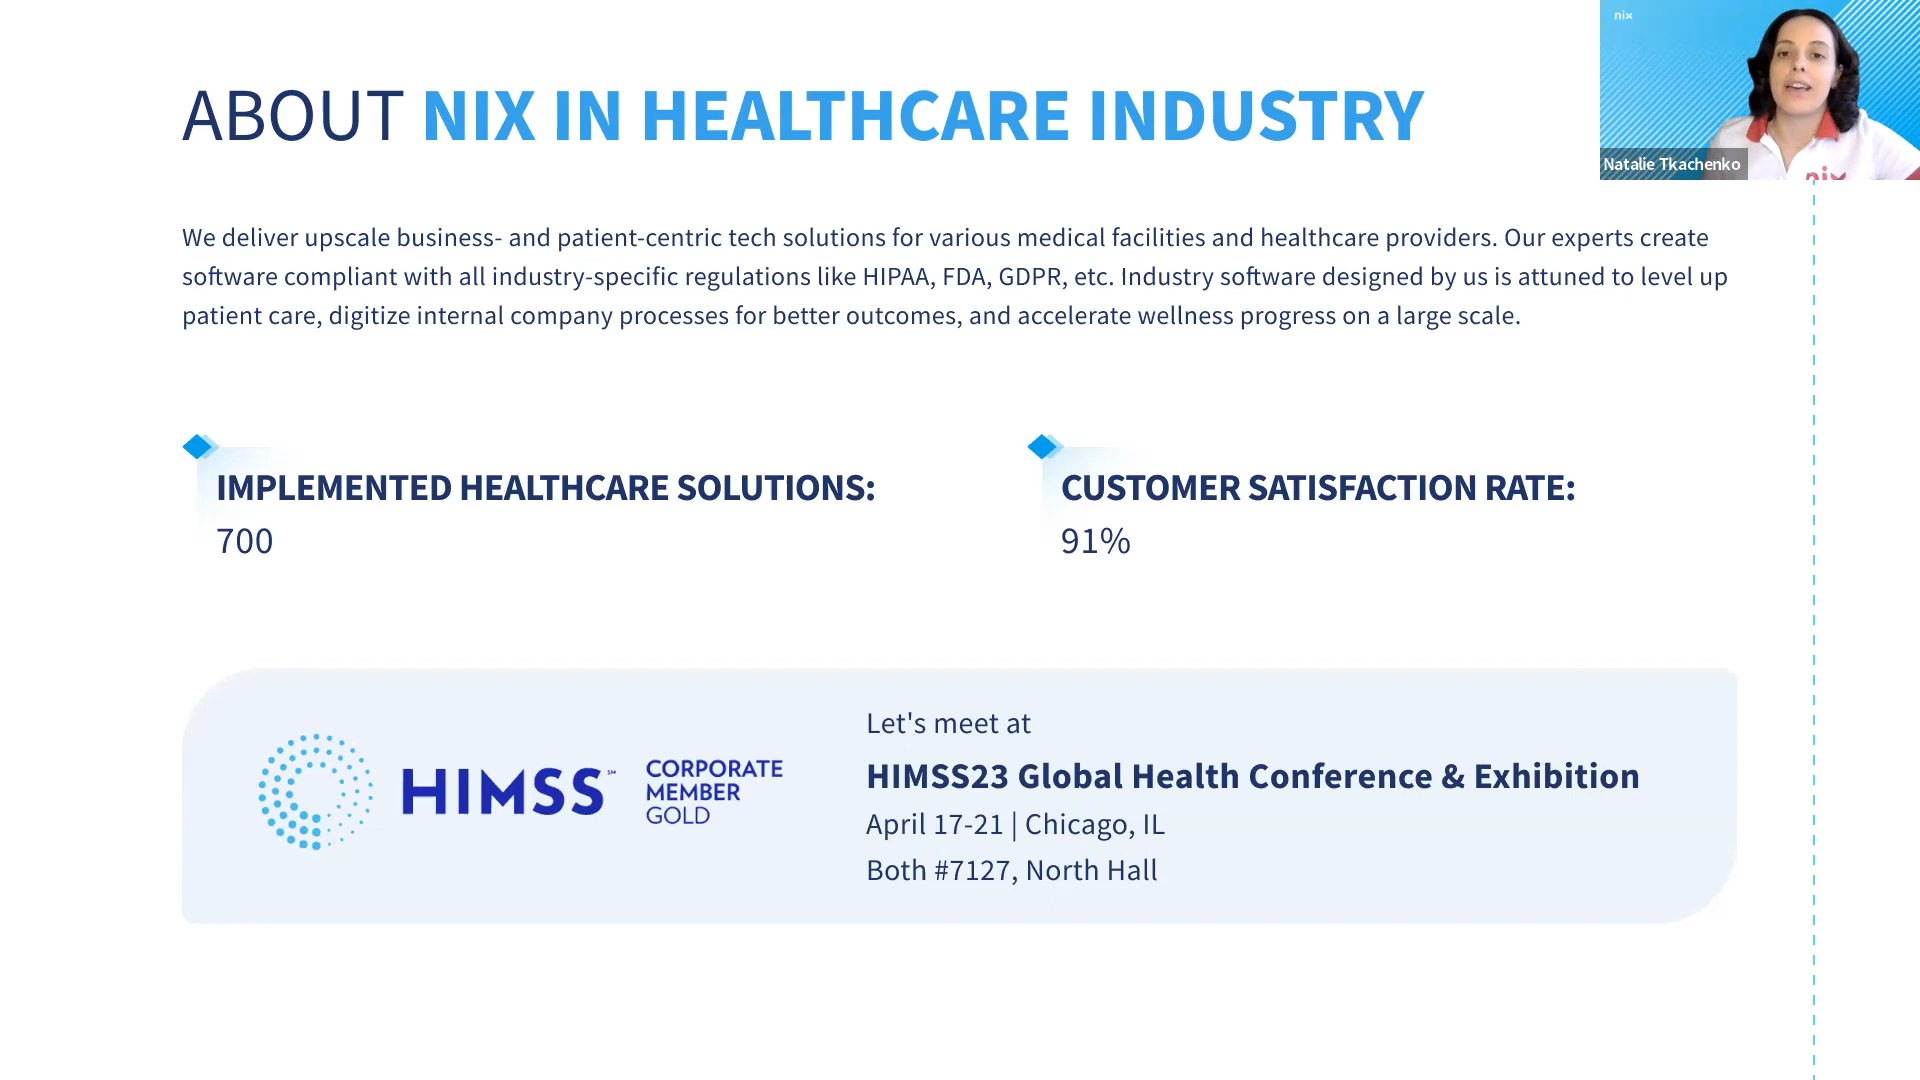 nix
ABOUT NIX IN HEALTHCARE INDUSTRY
Natalie Tkachenko
nix
We deliver upscale business- and patient-centric tech solutions for various medical facilities and healthcare providers. Our experts create
software compliant with all industry-specific regulations like HIPAA, FDA, GDPR, etc. Industry software designed by us is attuned to level up
patient care, digitize internal company processes for better outcomes, and accelerate wellness progress on a large scale.
IMPLEMENTED HEALTHCARE SOLUTIONS:
700
CUSTOMER SATISFACTION RATE:
91%
HIMSS℠
CORPORATE
MEMBER
GOLD
Let's meet at
HIMSS23 Global Health Conference & Exhibition
April 17-21 | Chicago, IL
Both #7127, North Hall